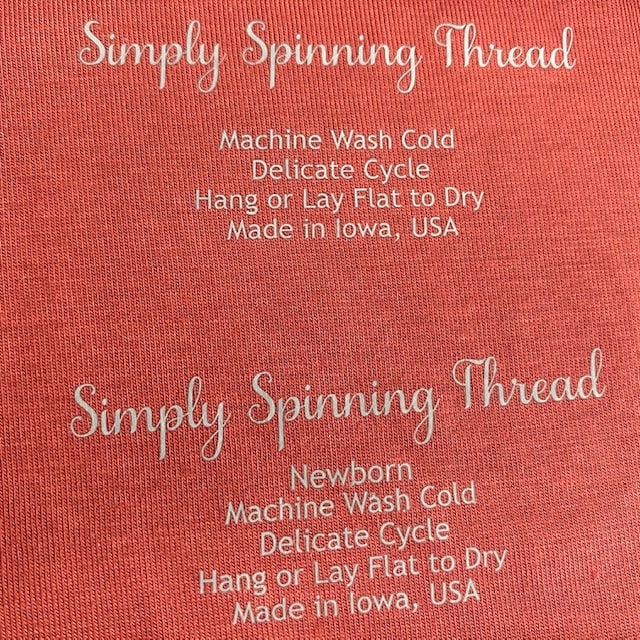 Simply Spinning Thread
Machine Wash Cold
Delicate Cycle
Hang or Lay Flat to Dry
Made in Iowa, USA
Simply Spinning Thread
Newborn
Machine Wash Cold
Delicate Cycle
Hang or Lay Flat to Dry
Made in Iowa, USA